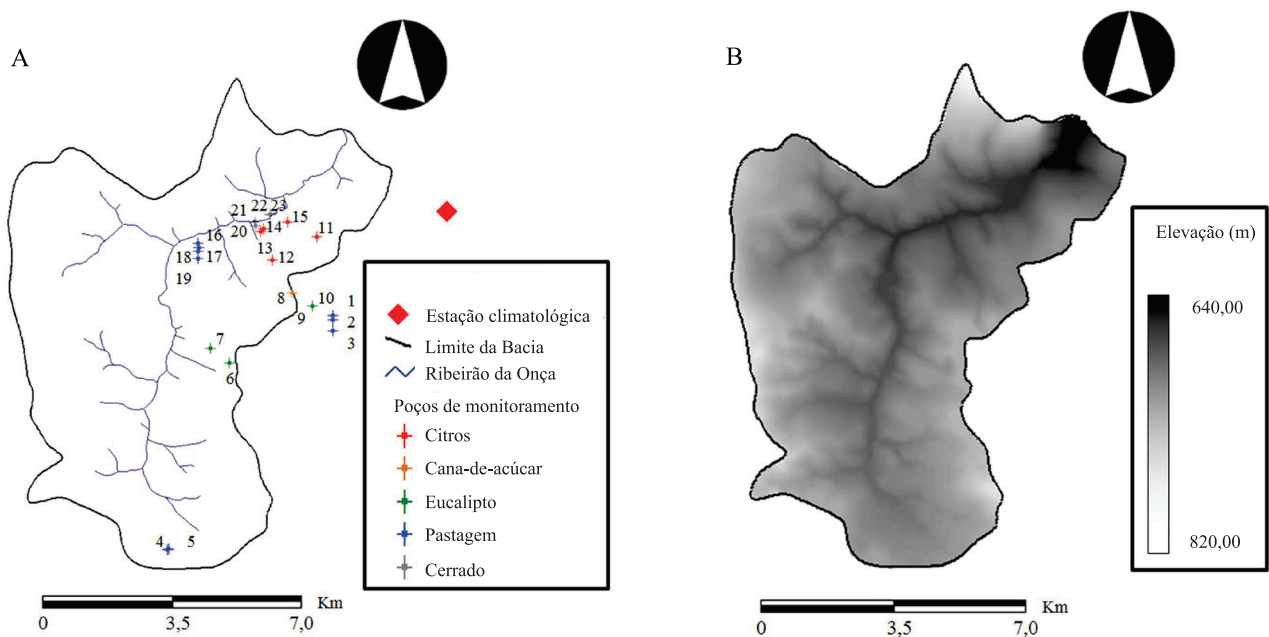 A
B
21
22
23
15
20
14
11
16
13
18
17
12
19
8
10
1
9
2
7
3
6
4
5
Estação climatológica
Limite da Bacia
Ribeirão da Onça
Poços de monitoramento
Citros
Cana-de-acúcar
Eucalipto
Pastagem
Cerrado
Km
0
3,5
7,0
Elevação (m)
640,00
820,00
Km
0
3,5
7,0